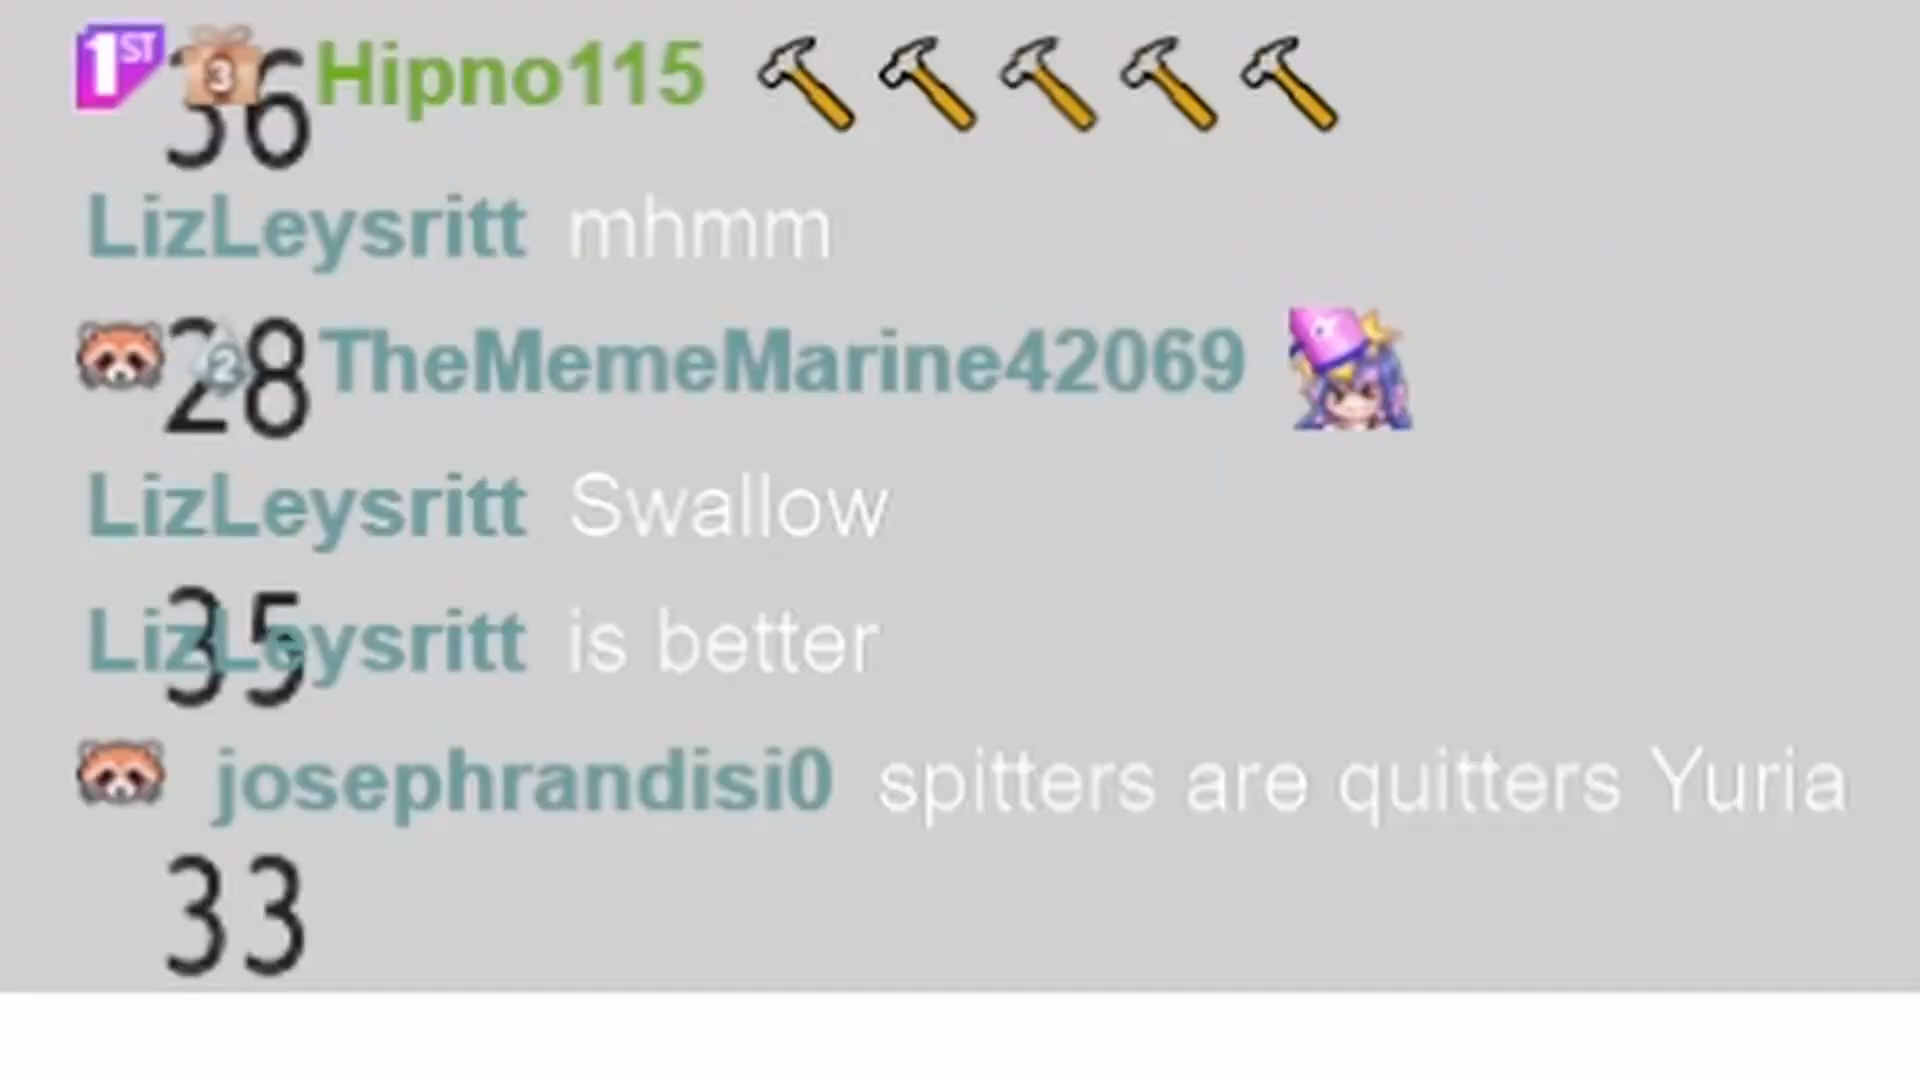 1ST 3 Hipno115
36
LizLeysritt mhmm
2 TheMemeMarine42069
28
LizLeysritt Swallow
LizLeysritt is better
35
josephrandisi0 spitters are quitters Yuria
33